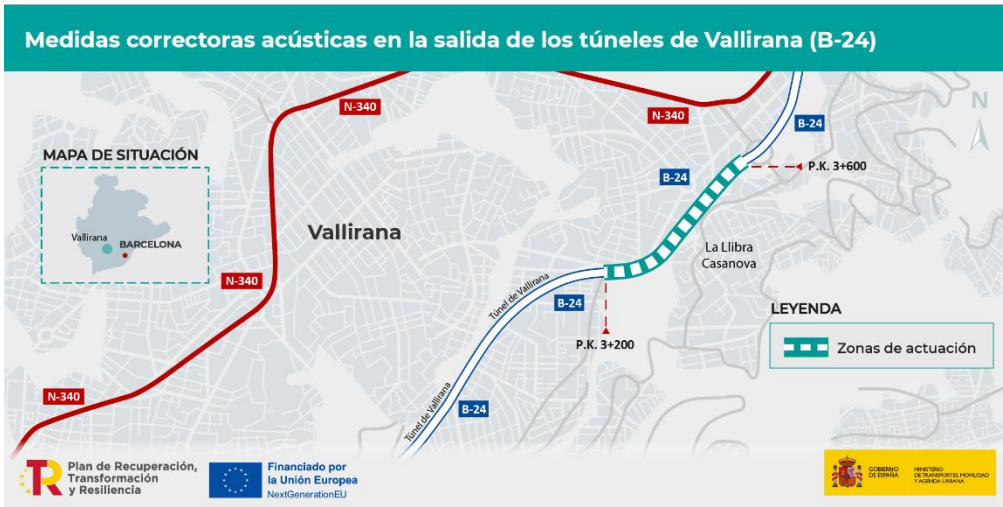 Medidas correctoras acústicas en la salida de los túneles de Vallirana (B-24)
N-340
N-340
B-24
N
MAPA DE SITUACIÓN
Vallirana
BARCELONA
Vallirana
B-24
P.K. 3+600
La Llibra
Casanova
N-340
Túnel de Vallirana
B-24
P.K. 3+200
LEYENDA
Zonas de actuación
N-340
Túnel de Vallirana
B-24
Plan de Recuperación,
Transformación
y Resiliencia
Financiado por
la Unión Europea
NextGenerationEU
GOBIERNO
DE ESPAÑA
MINISTERIO
DE TRANSPORTES, MOVILIDAD
Y AGENDA URBANA